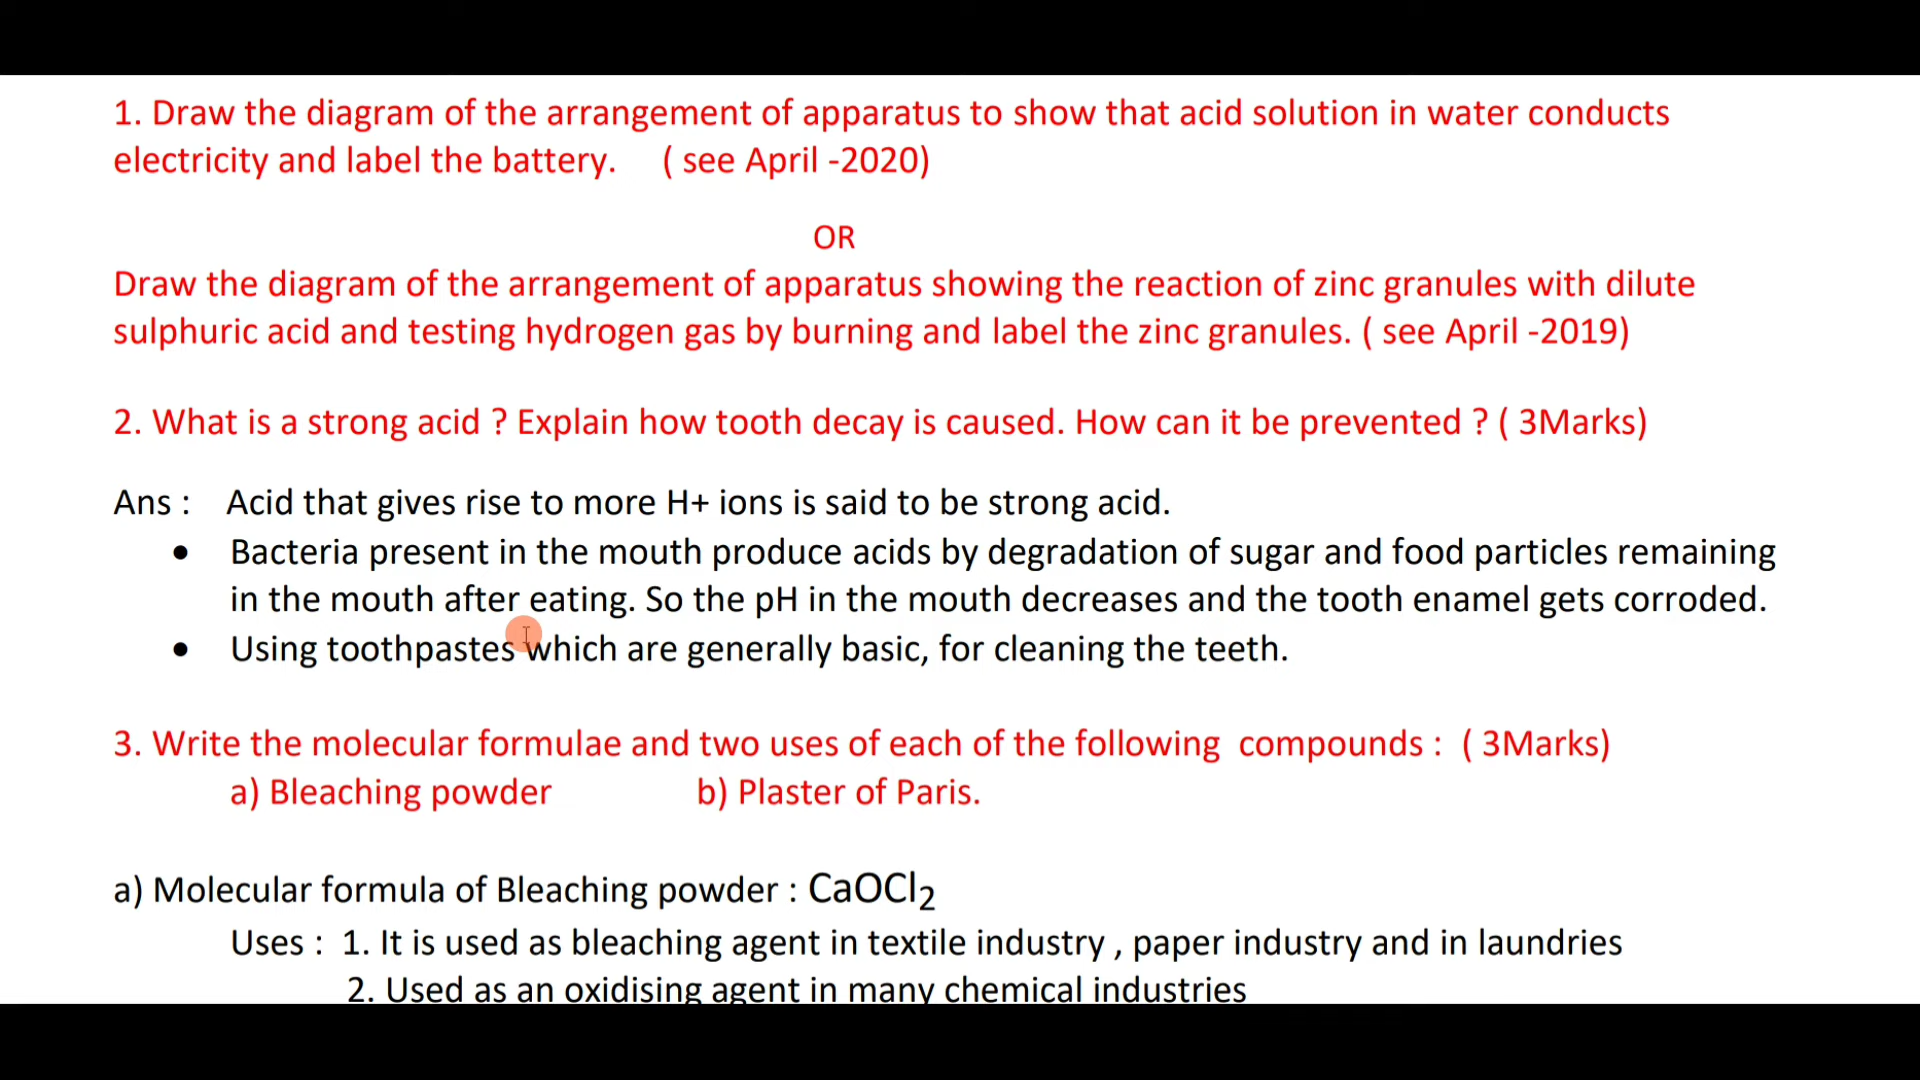 1. Draw the diagram of the arrangement of apparatus to show that acid solution in water conducts
electricity and label the battery. ( see April -2020)
OR
Draw the diagram of the arrangement of apparatus showing the reaction of zinc granules with dilute
sulphuric acid and testing hydrogen gas by burning and label the zinc granules. ( see April -2019)
2. What is a strong acid ? Explain how tooth decay is caused. How can it be prevented ? ( 3Marks)
Ans : Acid that gives rise to more H+ ions is said to be strong acid.
• Bacteria present in the mouth produce acids by degradation of sugar and food particles remaining
in the mouth after eating. So the pH in the mouth decreases and the tooth enamel gets corroded.
• Using toothpastes which are generally basic, for cleaning the teeth.
3. Write the molecular formulae and two uses of each of the following compounds : ( 3Marks)
a) Bleaching powder b) Plaster of Paris.
a) Molecular formula of Bleaching powder : CaOCl₂
Uses : 1. It is used as bleaching agent in textile industry , paper industry and in laundries
2. Used as an oxidising agent in many chemical industries